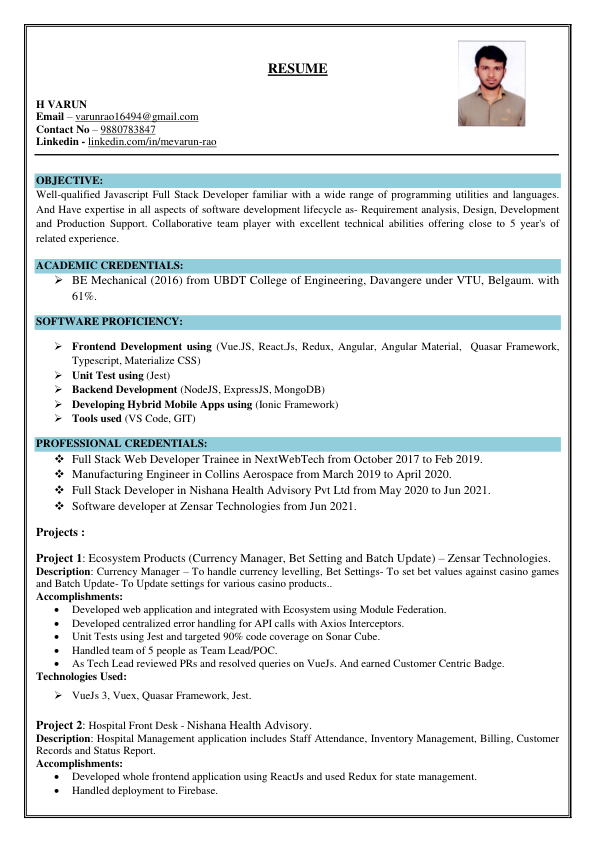 RESUME
H VARUN
Email – varunrao16494@gmail.com
Contact No – 9880783847
Linkedin - linkedin.com/in/mevarun-rao
OBJECTIVE:
Well-qualified Javascript Full Stack Developer familiar with a wide range of programming utilities and languages.
And Have expertise in all aspects of software development lifecycle as- Requirement analysis, Design, Development
and Production Support. Collaborative team player with excellent technical abilities offering close to 5 year's of
related experience.
ACADEMIC CREDENTIALS:
➢ BE Mechanical (2016) from UBDT College of Engineering, Davangere under VTU, Belgaum. with
61%.
SOFTWARE PROFICIENCY:
➢ Frontend Development using (Vue.JS, React.Js, Redux, Angular, Angular Material, Quasar Framework,
Typescript, Materialize CSS)
➢ Unit Test using (Jest)
➢ Backend Development (NodeJS, ExpressJS, MongoDB)
➢ Developing Hybrid Mobile Apps using (Ionic Framework)
➢ Tools used (VS Code, GIT)
PROFESSIONAL CREDENTIALS:
❖ Full Stack Web Developer Trainee in NextWebTech from October 2017 to Feb 2019.
❖ Manufacturing Engineer in Collins Aerospace from March 2019 to April 2020.
❖ Full Stack Developer in Nishana Health Advisory Pvt Ltd from May 2020 to Jun 2021.
❖ Software developer at Zensar Technologies from Jun 2021.
Projects :
Project 1: Ecosystem Products (Currency Manager, Bet Setting and Batch Update) – Zensar Technologies.
Description: Currency Manager – To handle currency levelling, Bet Settings- To set bet values against casino games
and Batch Update- To Update settings for various casino products..
Accomplishments:
• Developed web application and integrated with Ecosystem using Module Federation.
• Developed centralized error handling for API calls with Axios Interceptors.
• Unit Tests using Jest and targeted 90% code coverage on Sonar Cube.
• Handled team of 5 people as Team Lead/POC.
• As Tech Lead reviewed PRs and resolved queries on VueJs. And earned Customer Centric Badge.
Technologies Used:
➢ VueJs 3, Vuex, Quasar Framework, Jest.
Project 2: Hospital Front Desk - Nishana Health Advisory.
Description: Hospital Management application includes Staff Attendance, Inventory Management, Billing, Customer
Records and Status Report.
Accomplishments:
• Developed whole frontend application using ReactJs and used Redux for state management.
• Handled deployment to Firebase.